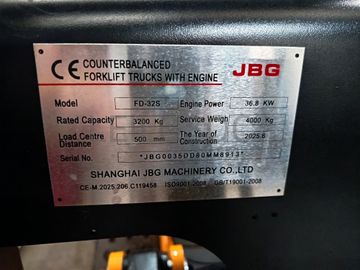 CE COUNTERBALANCED
FORKLIFT TRUCKS WITH ENGINE
JBG
Model FD-32S Engine Power 36.8 KW
Rated Capacity 3200 Kg Service Weigh 4000 Kg
Load Centre Distance 500 mm The Year of Construction 2025.6
Serial No. *JBG0035DD80MM8913*
SHANGHAI JBG MACHINERY CO.,LTD
CE-M.2025.206.C119458 ISO9001:2008 GB/T19001-2008